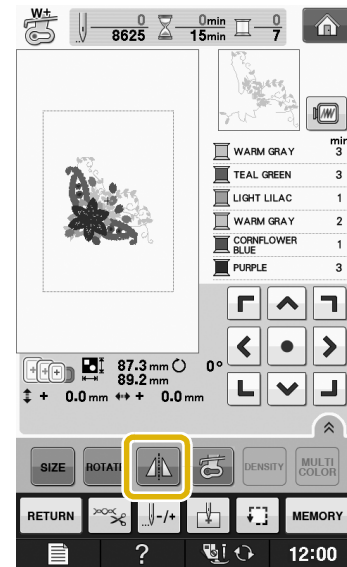 W+
0 0min 0
8625 15min 7
min
WARM GRAY 3
TEAL GREEN 3
LIGHT LILAC 1
WARM GRAY 2
CORNFLOWER
BLUE 1
PURPLE 3
87.3 mm 0°
89.2 mm
+ 0.0 mm + 0.0 mm
SIZE ROTATE DENSITY MULTI
COLOR
RETURN -/+ MEMORY
? 12:00